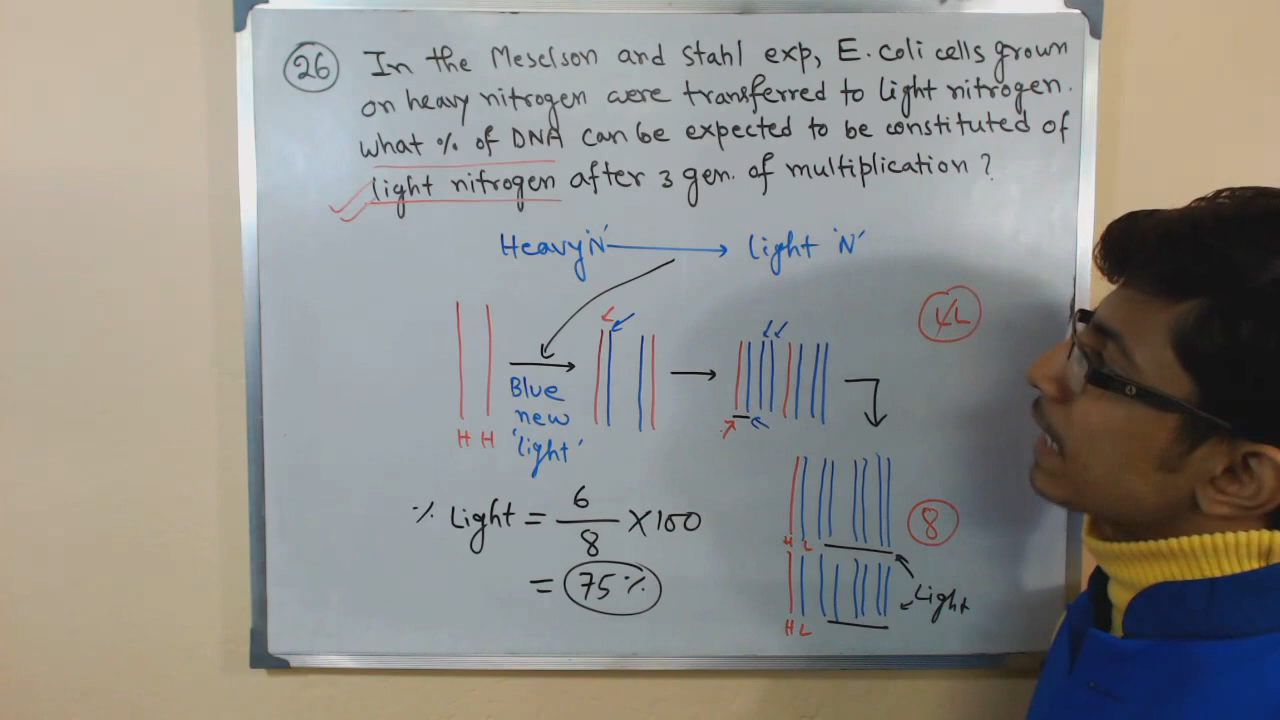 26 In the Meselson and Stahl exp, E. coli cells grown
on heavy nitrogen were transferred to light nitrogen.
what % of DNA can be expected to be constituted of
light nitrogen after 3 gen. of multiplication?
Heavy 'N' light 'N'
H H
Blue
new
'light'
% Light = 6/8 × 100
= 75%
8
H L
Light
H L